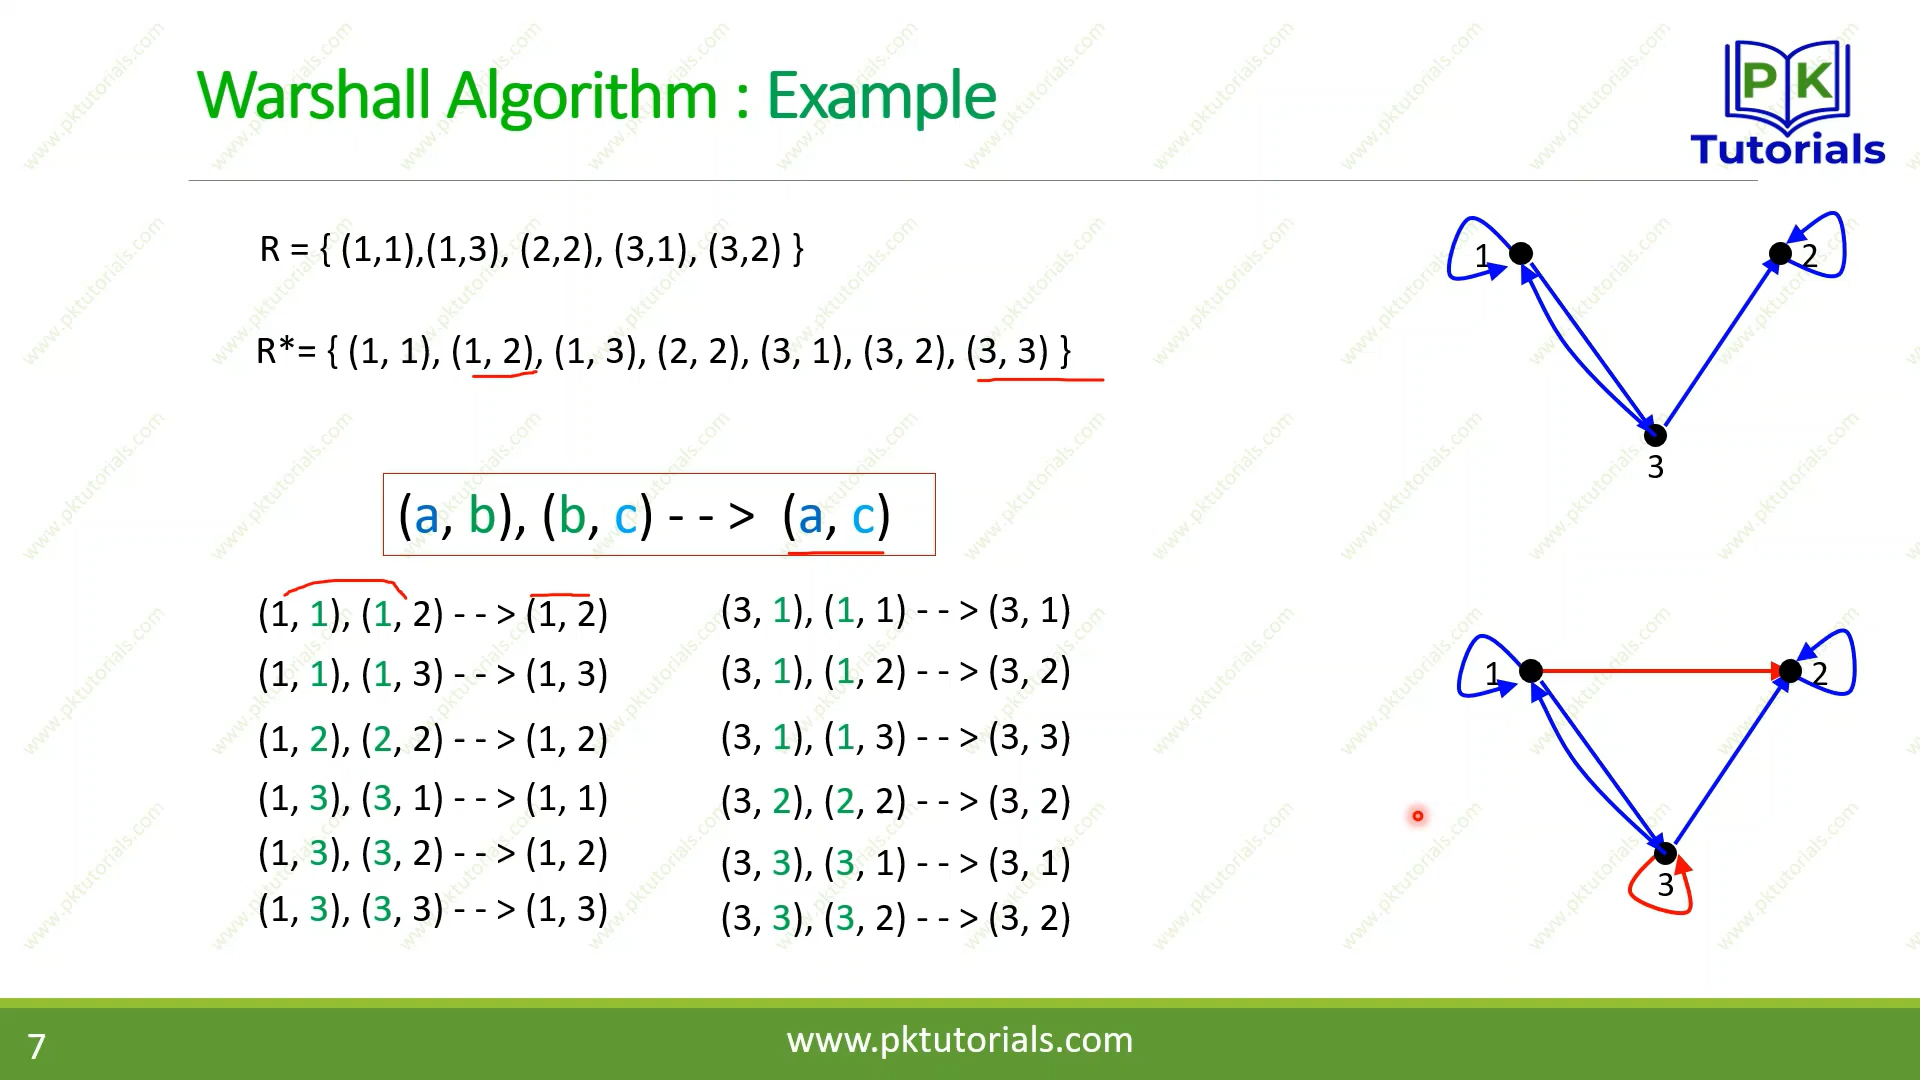 Warshall Algorithm : Example
PK
Tutorials
R = { (1,1),(1,3), (2,2), (3,1), (3,2) }
R*= { (1, 1), (1, 2), (1, 3), (2, 2), (3, 1), (3, 2), (3, 3) }
1
2
3
(a, b), (b, c) - - > (a, c)
(1, 1), (1, 2) - - > (1, 2)
(1, 1), (1, 3) - - > (1, 3)
(1, 2), (2, 2) - - > (1, 2)
(1, 3), (3, 1) - - > (1, 1)
(1, 3), (3, 2) - - > (1, 2)
(1, 3), (3, 3) - - > (1, 3)
(3, 1), (1, 1) - - > (3, 1)
(3, 1), (1, 2) - - > (3, 2)
(3, 1), (1, 3) - - > (3, 3)
(3, 2), (2, 2) - - > (3, 2)
(3, 3), (3, 1) - - > (3, 1)
(3, 3), (3, 2) - - > (3, 2)
1
2
3
7
www.pktutorials.com